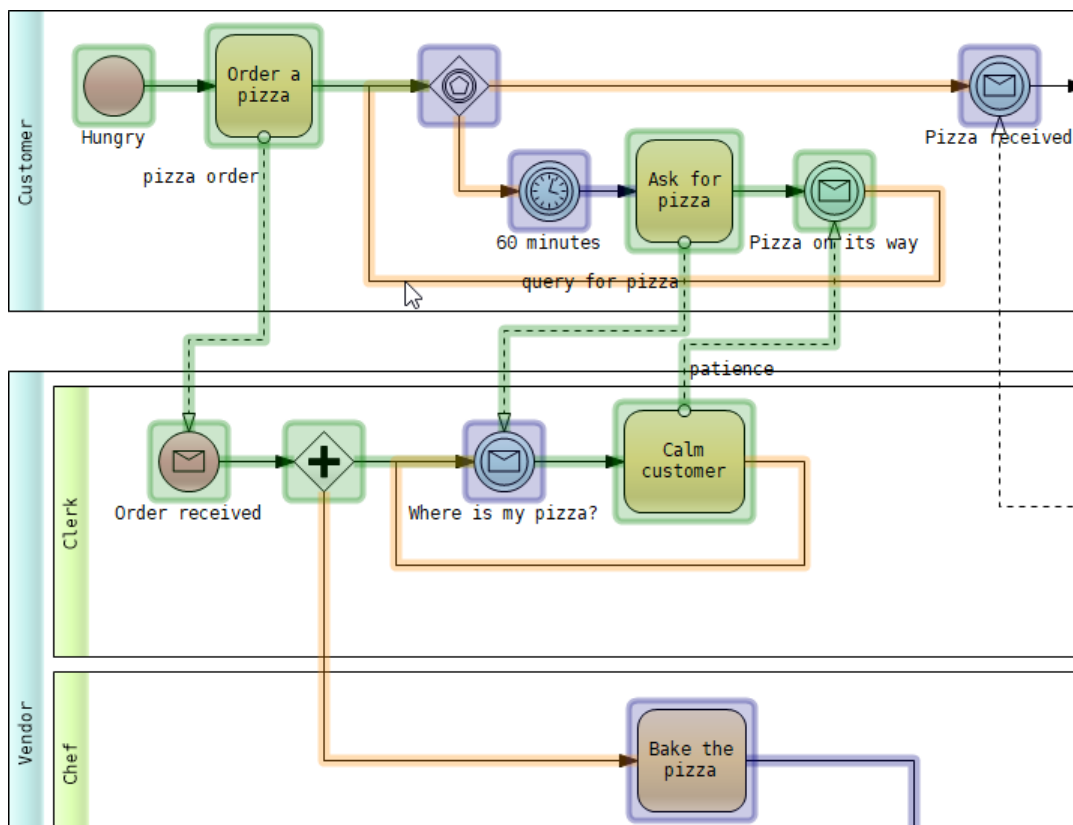 Customer
Hungry
Order a
pizza
pizza order
60 minutes
Ask for
pizza
Pizza on its way
Pizza received
query for pizza
patience
Vendor
Clerk
Order received
Where is my pizza?
Calm
customer
Chef
Bake the
pizza